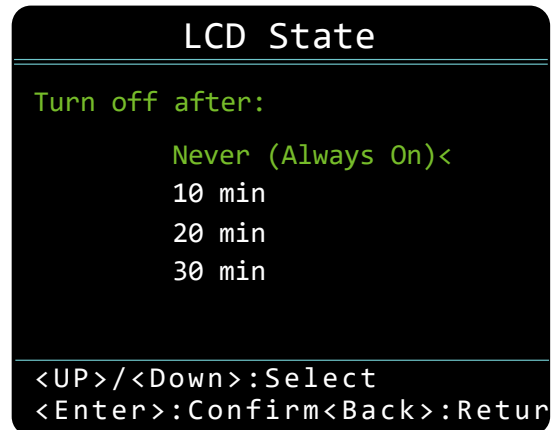 LCD State
Turn off after:
Never (Always On)<
10 min
20 min
30 min
<UP>/<Down>:Select
<Enter>:Confirm<Back>:Retur